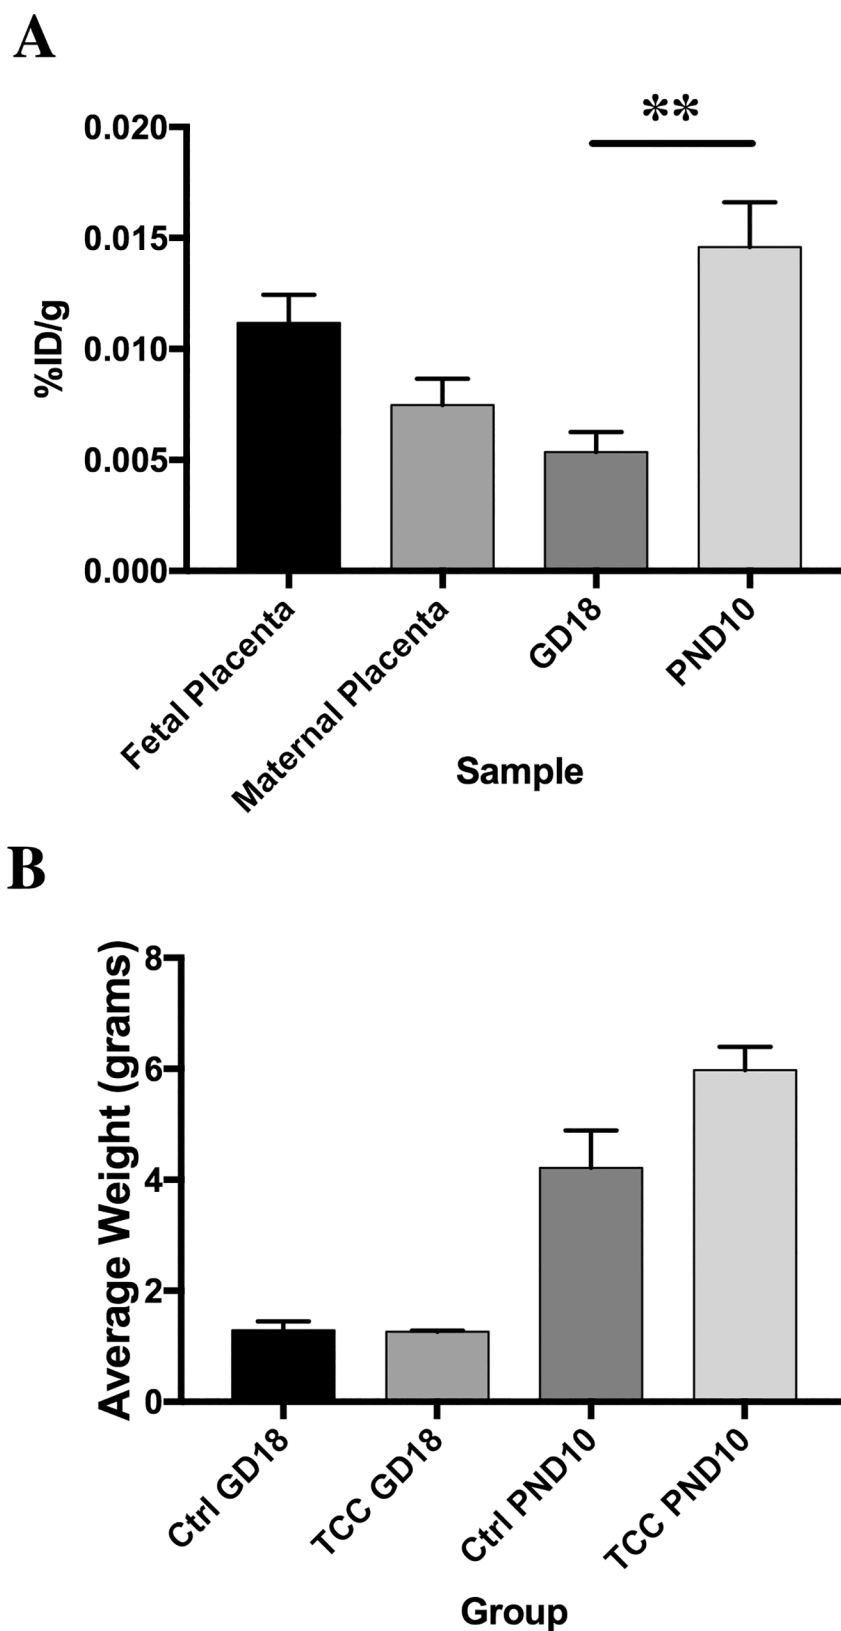 A
**
0.020
0.015
0.010
0.005
0.000
%ID/g
Fetal Placenta
Maternal Placenta
GD18
PND10
Sample
B
8
6
4
2
0
Average Weight (grams)
Ctrl GD18
TCC GD18
Ctrl PND10
TCC PND10
Group